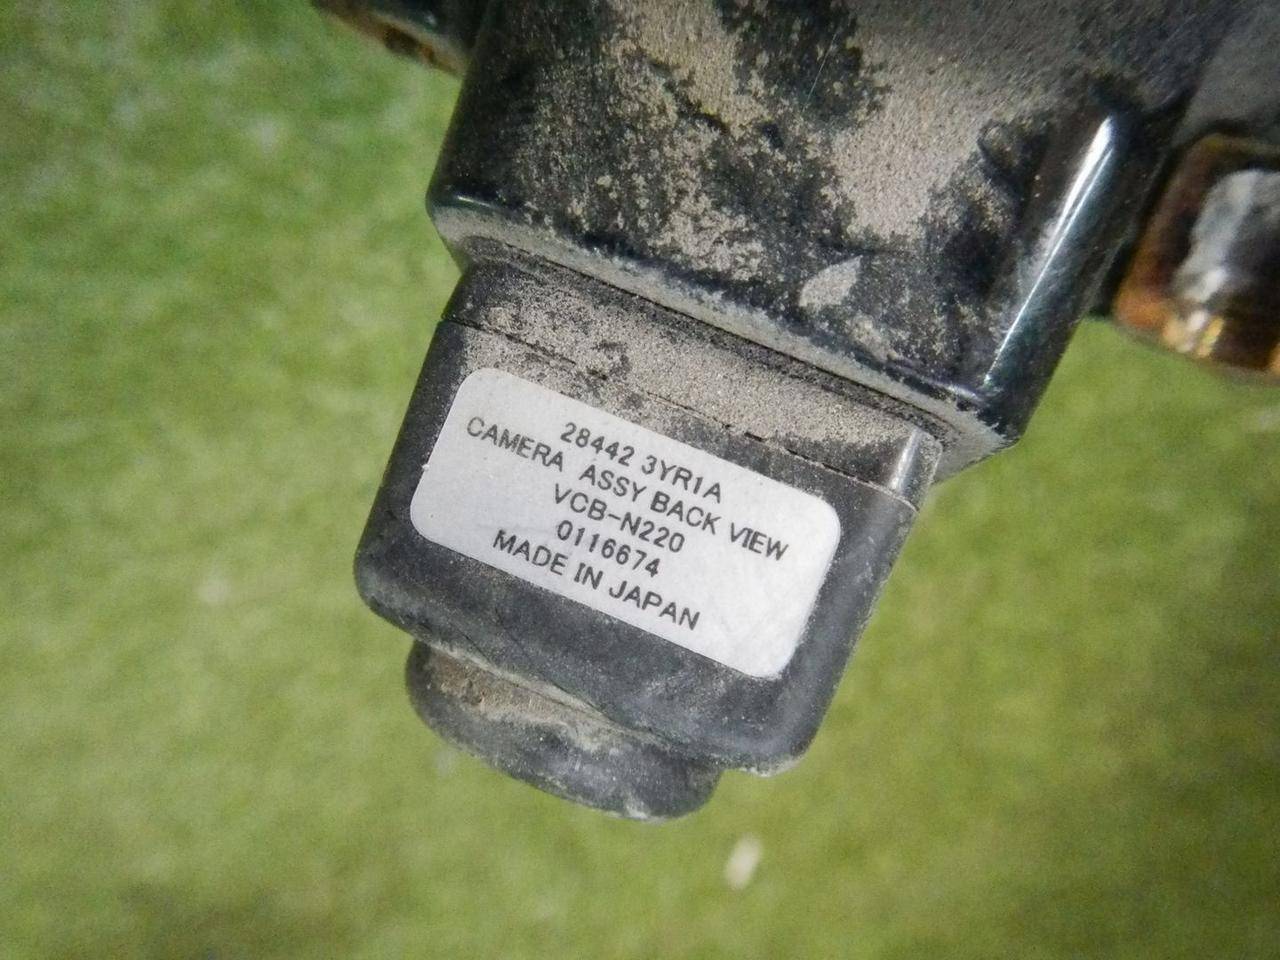 28442 3YR1A
CAMERA ASSY BACK VIEW
VCB-N220
0116674
MADE IN JAPAN